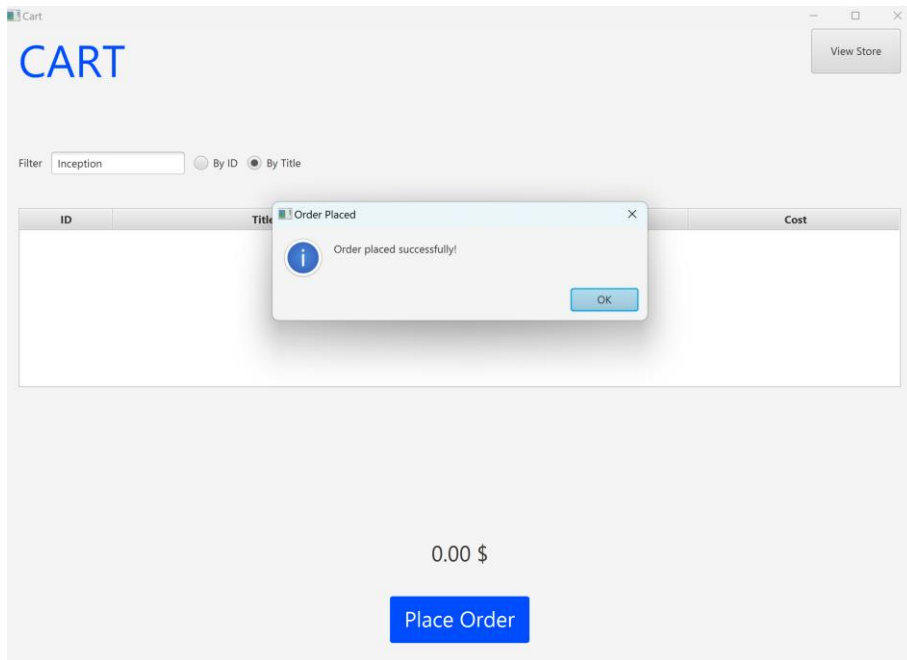 Cart
CART
View Store
Filter Inception By ID By Title
ID Title Cost
Order Placed
Order placed successfully!
OK
0.00 $
Place Order